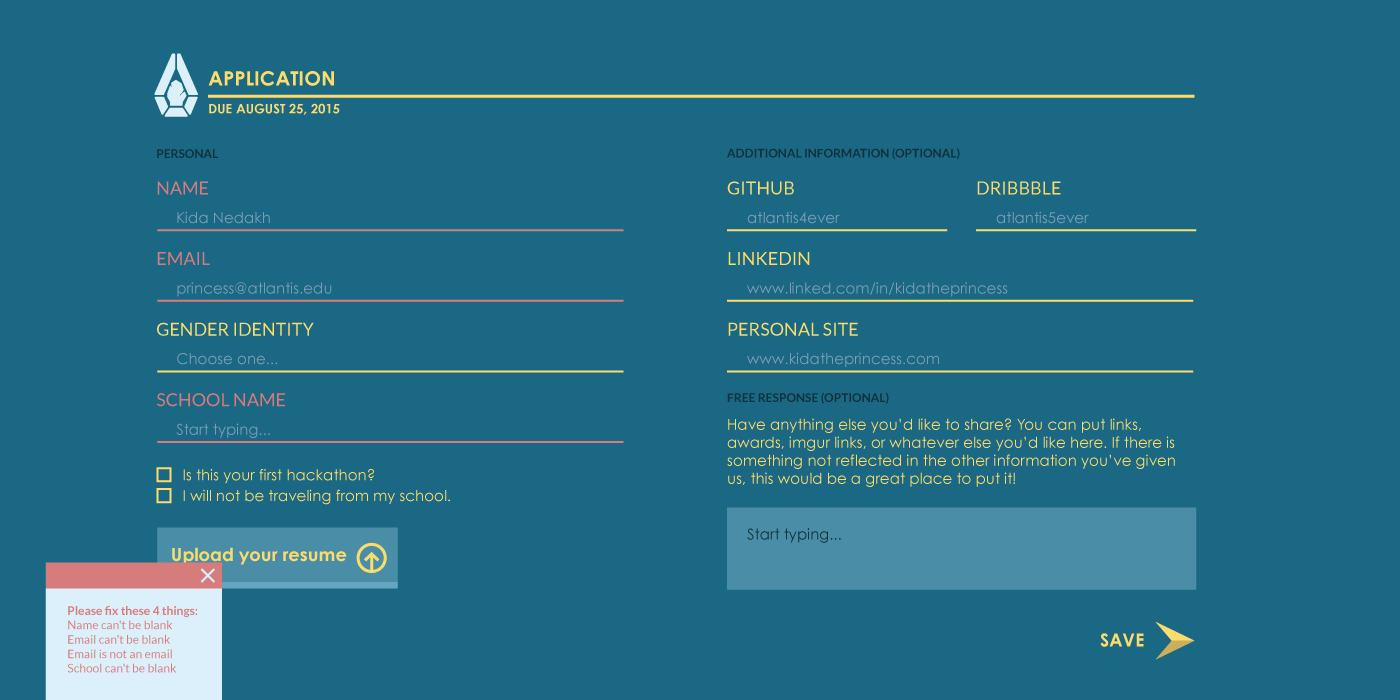 APPLICATION
DUE AUGUST 25, 2015
PERSONAL
NAME
Kida Nedakh
EMAIL
princess@atlantis.edu
GENDER IDENTITY
Choose one...
SCHOOL NAME
Start typing...
Is this your first hackathon?
I will not be traveling from my school.
Upload your resume
Please fix these 4 things:
Name can't be blank
Email can't be blank
Email is not an email
School can't be blank
ADDITIONAL INFORMATION (OPTIONAL)
GITHUB
atlantis4ever
DRIBBBLE
atlantis5ever
LINKEDIN
www.linked.com/in/kidatheprincess
PERSONAL SITE
www.kidatheprincess.com
FREE RESPONSE (OPTIONAL)
Have anything else you'd like to share? You can put links,
awards, imgur links, or whatever else you'd like here. If there is
something not reflected in the other information you've given
us, this would be a great place to put it!
Start typing...
SAVE